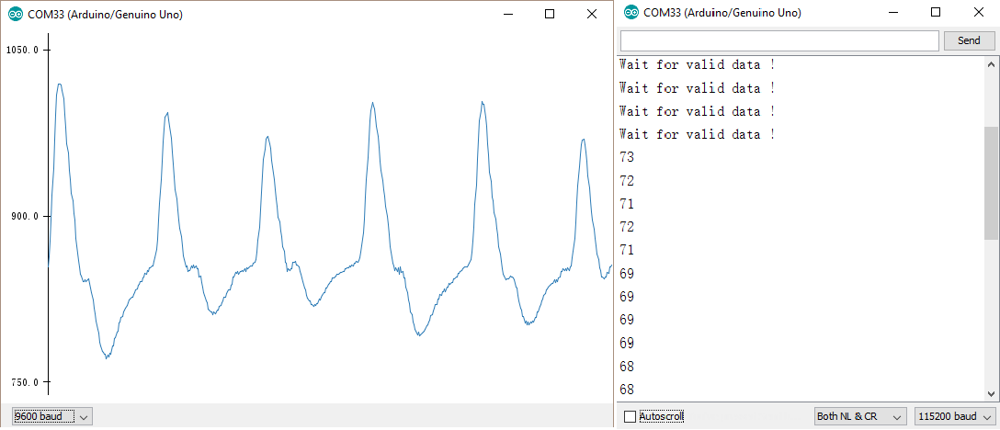 COM33 (Arduino/Genuino Uno)
1050.0
900.0
750.0
9600 baud
COM33 (Arduino/Genuino Uno)
Send
Wait for valid data !
Wait for valid data !
Wait for valid data !
Wait for valid data !
73
72
71
72
71
69
69
69
69
68
68
Autoscroll
Both NL & CR
115200 baud